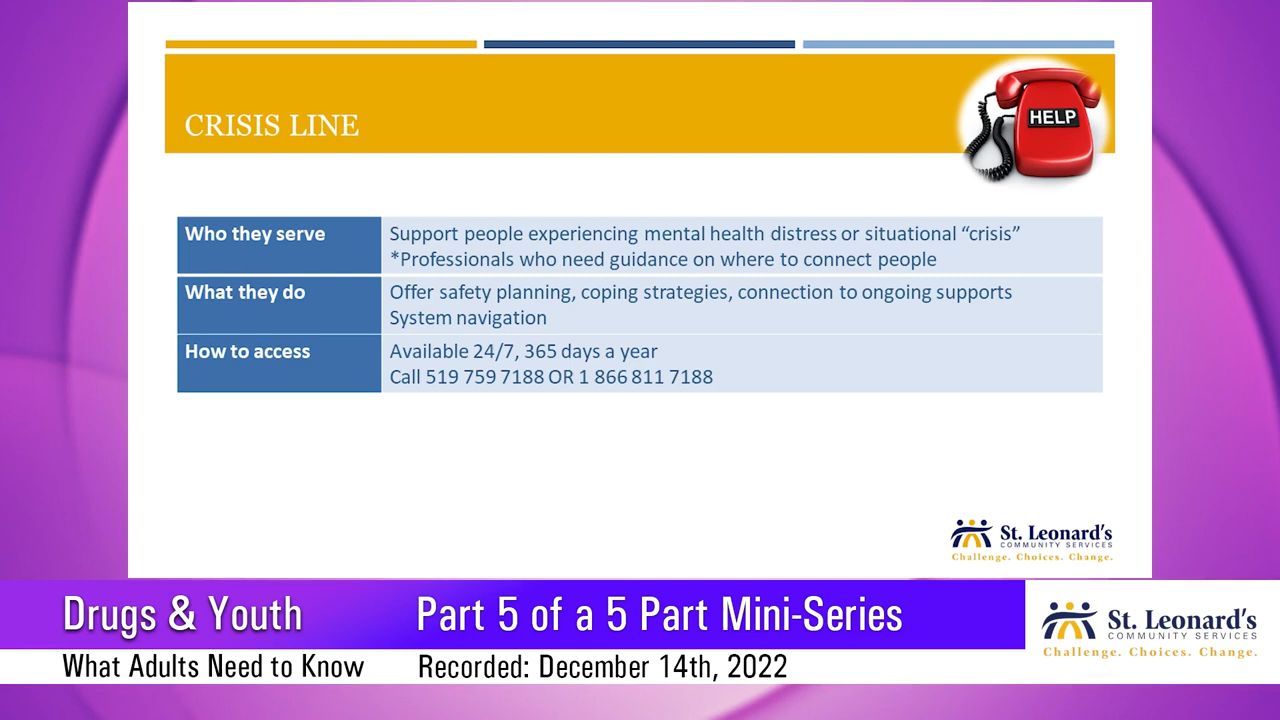 CRISIS LINE
HELP
Who they serve
Support people experiencing mental health distress or situational “crisis”
*Professionals who need guidance on where to connect people
What they do
Offer safety planning, coping strategies, connection to ongoing supports
System navigation
How to access
Available 24/7, 365 days a year
Call 519 759 7188 OR 1 866 811 7188
St. Leonard's
COMMUNITY SERVICES
Challenge. Choices. Change.
Drugs & Youth
Part 5 of a 5 Part Mini-Series
What Adults Need to Know
Recorded: December 14th, 2022
St. Leonard's
COMMUNITY SERVICES
Challenge. Choices. Change.